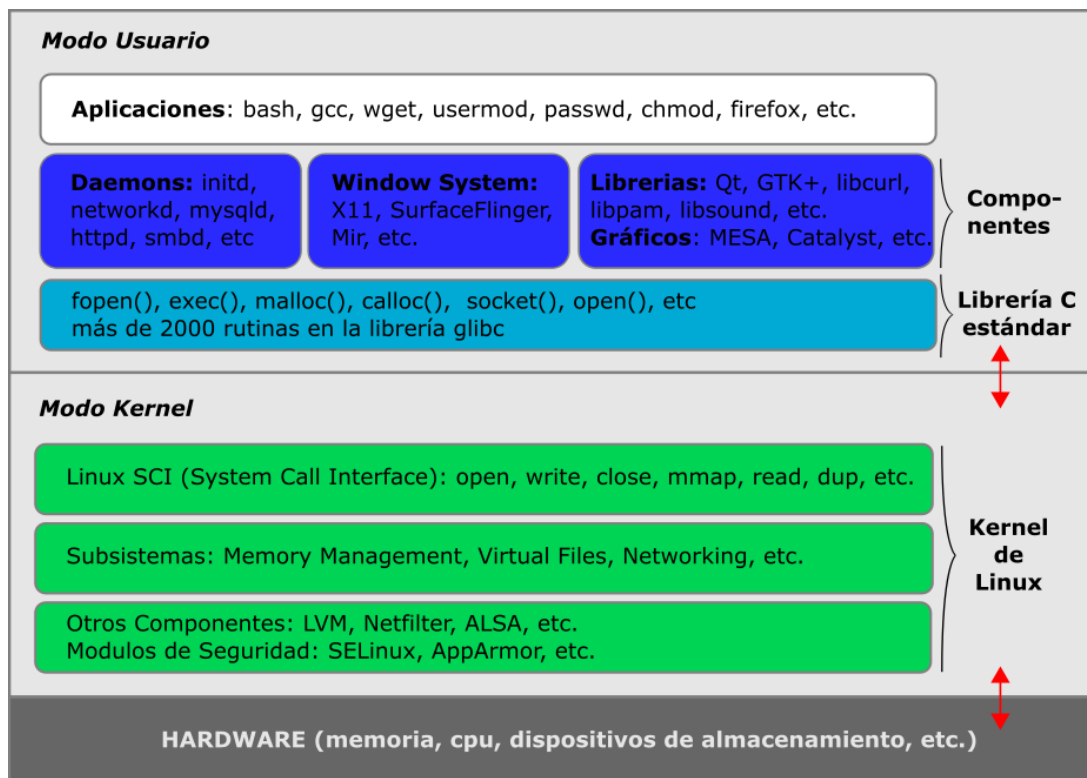 Modo Usuario
Aplicaciones: bash, gcc, wget, usermod, passwd, chmod, firefox, etc.
Daemons: initd,
networkd, mysqld,
httpd, smbd, etc
Window System:
X11, SurfaceFlinger,
Mir, etc.
Librerias: Qt, GTK+, libcurl,
libpam, libsound, etc.
Gráficos: MESA, Catalyst, etc.
Compo-
nentes
fopen(), exec(), malloc(), calloc(), socket(), open(), etc
más de 2000 rutinas en la librería glibc
Librería C
estándar
Modo Kernel
Linux SCI (System Call Interface): open, write, close, mmap, read, dup, etc.
Subsistemas: Memory Management, Virtual Files, Networking, etc.
Otros Componentes: LVM, Netfilter, ALSA, etc.
Modulos de Seguridad: SELinux, AppArmor, etc.
Kernel
de
Linux
HARDWARE (memoria, cpu, dispositivos de almacenamiento, etc.)